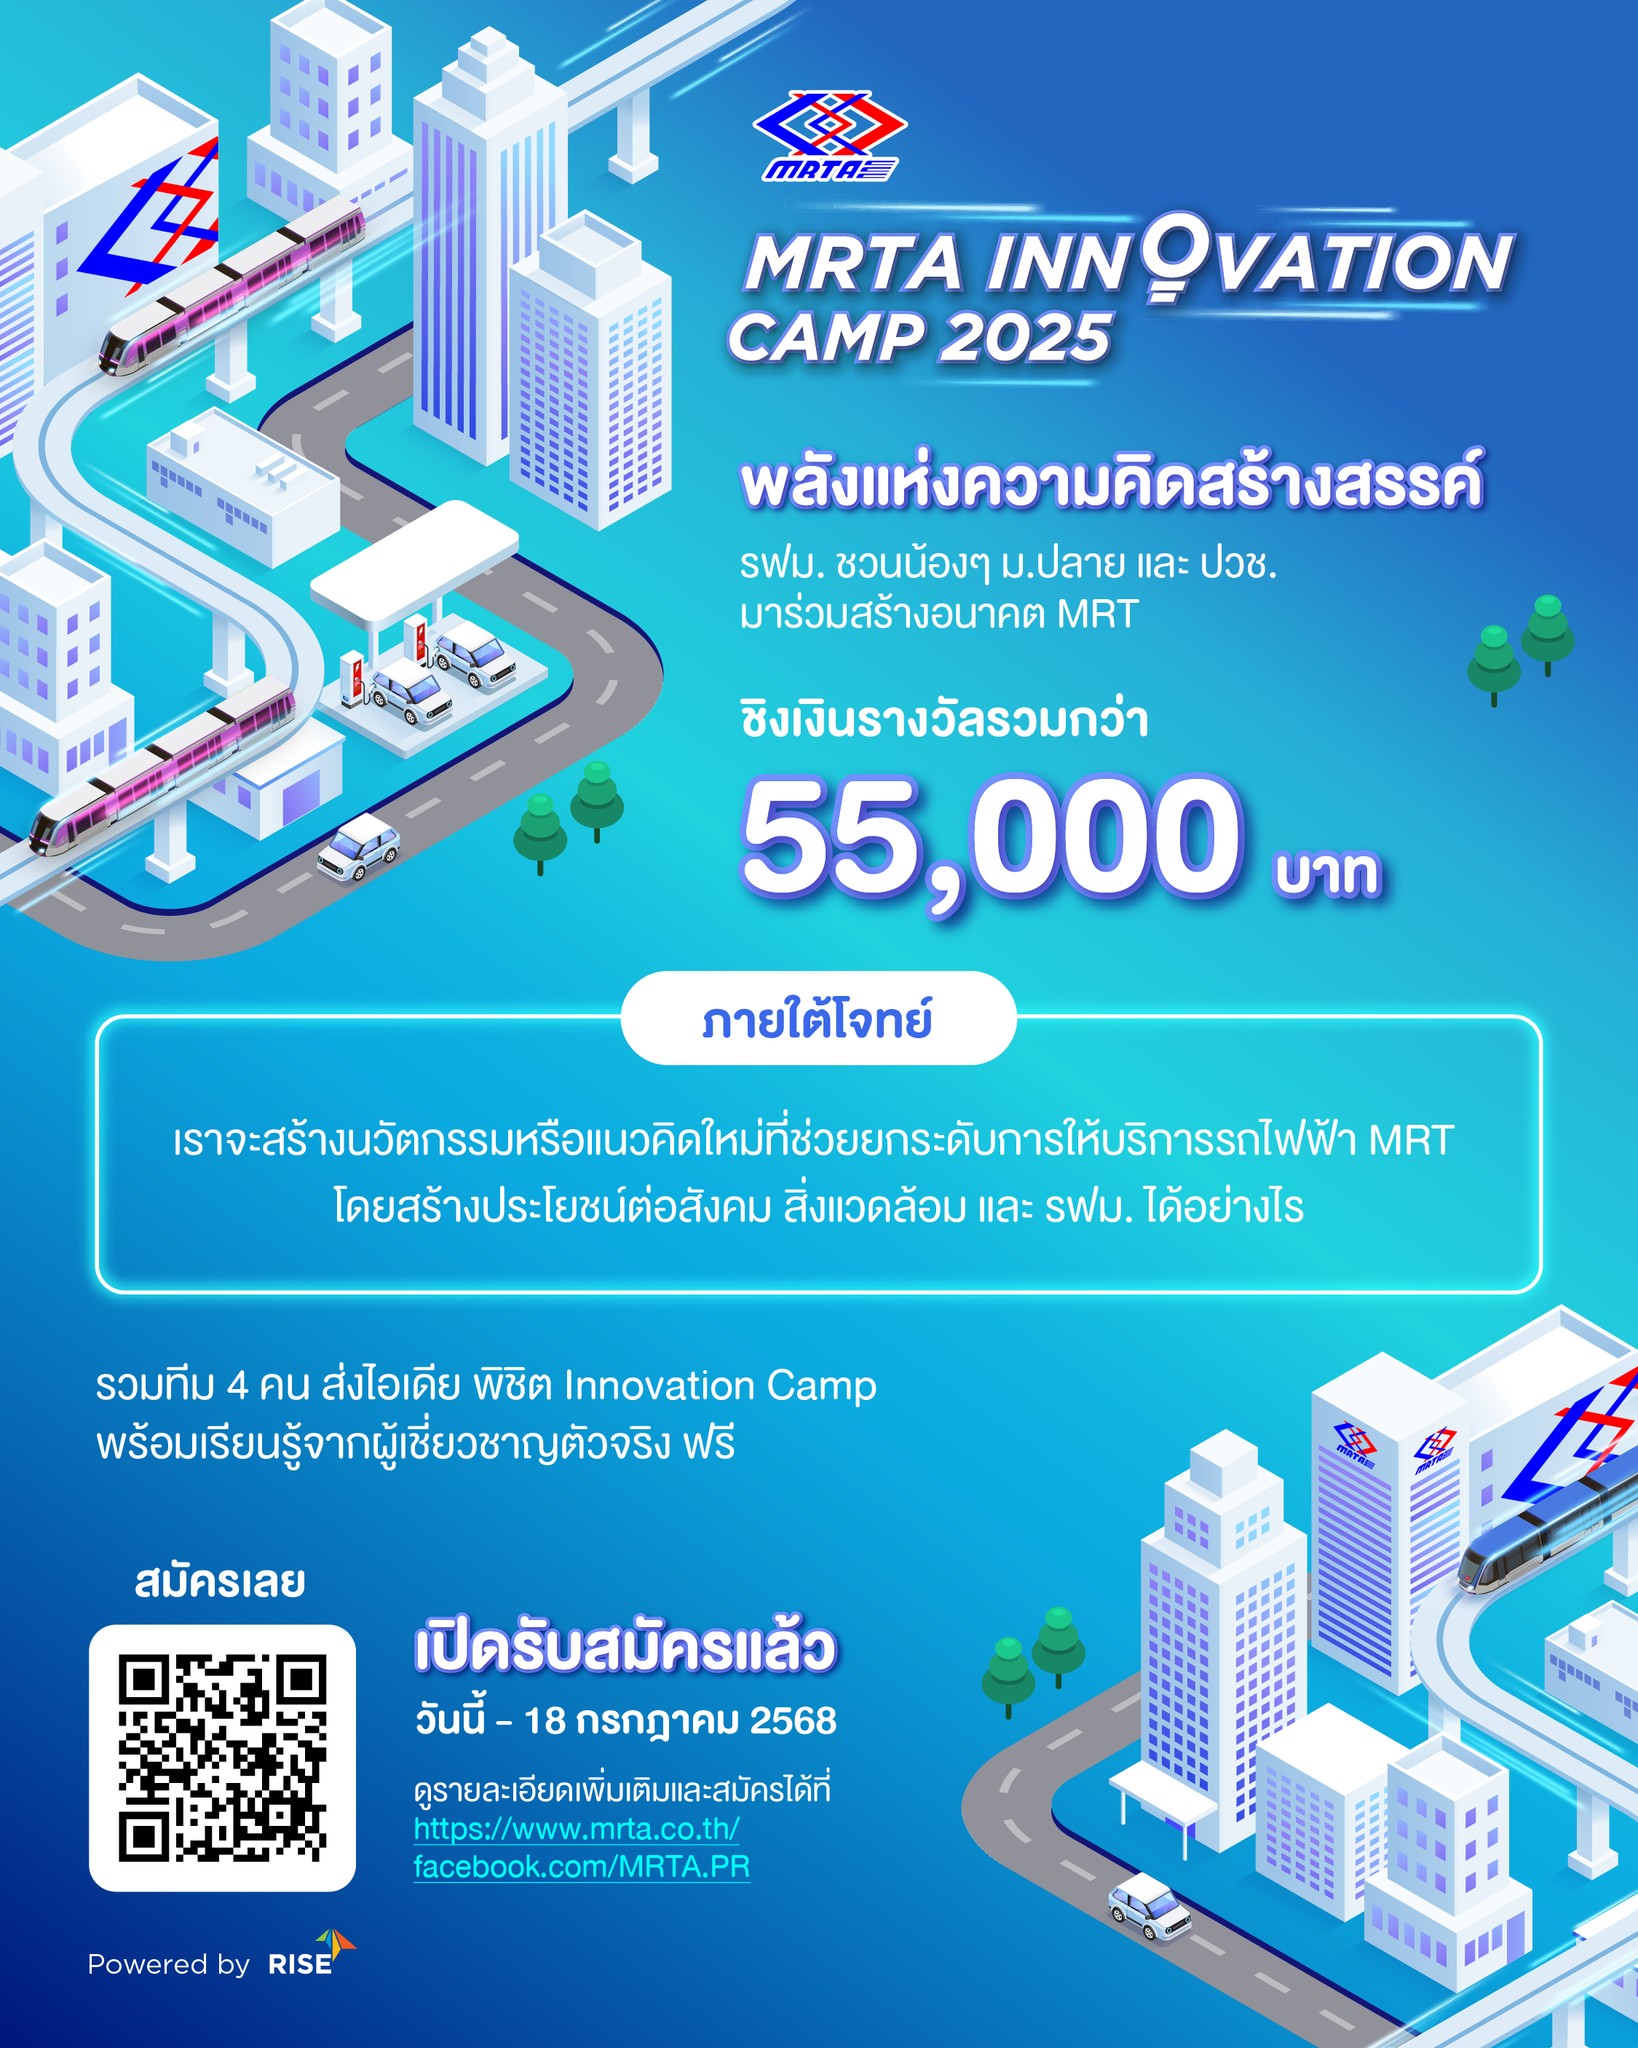 MRTA
MRTA INNOVATION
CAMP 2025
พลังแห่งความคิดสร้างสรรค์
รฟม. ชวนน้องๆ ม.ปลาย และ ปวช.
มาร่วมสร้างอนาคต MRT
ชิงเงินรางวัลรวมกว่า
55,000 บาท
ภายใต้โจทย์
เราจะสร้างนวัตกรรมหรือแนวคิดใหม่ที่ช่วยยกระดับการให้บริการรถไฟฟ้า MRT
โดยสร้างประโยชน์ต่อสังคม สิ่งแวดล้อม และ รฟม. ได้อย่างไร
รวมทีม 4 คน ส่งไอเดีย พิชิต Innovation Camp
พร้อมเรียนรู้จากผู้เชี่ยวชาญตัวจริง ฟรี
MRTA MRTA
สมัครเลย
เปิดรับสมัครแล้ว
วันนี้ - 18 กรกฎาคม 2568
ดูรายละเอียดเพิ่มเติมและสมัครได้ที่
https://www.mrta.co.th/
facebook.com/MRTA.PR
Powered by RISE